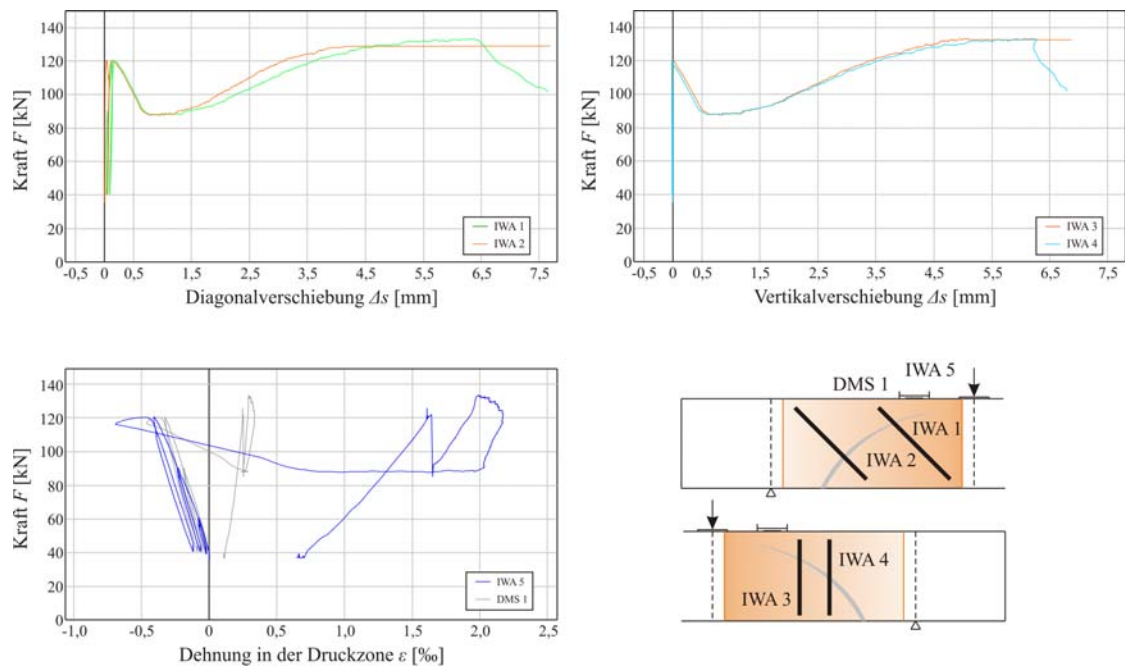 140
120
100
80
60
40
20
0
Kraft F [kN]
IWA 1
IWA 2
-0,5 0 0,5 1,5 2,5 3,5 4,5 5,5 6,5 7,5
Diagonalverschiebung Δs [mm]
140
120
100
80
60
40
20
0
Kraft F [kN]
IWA 3
IWA 4
-0,5 0 0,5 1,5 2,5 3,5 4,5 5,5 6,5 7,5
Vertikalverschiebung Δs [mm]
140
120
100
80
60
40
20
0
Kraft F [kN]
IWA 5
DMS 1
-1,0 -0,5 0 0,5 1,0 1,5 2,0 2,5
Dehnung in der Druckzone ε [‰]
IWA 5
DMS 1
IWA 1
IWA 2
IWA 4
IWA 3